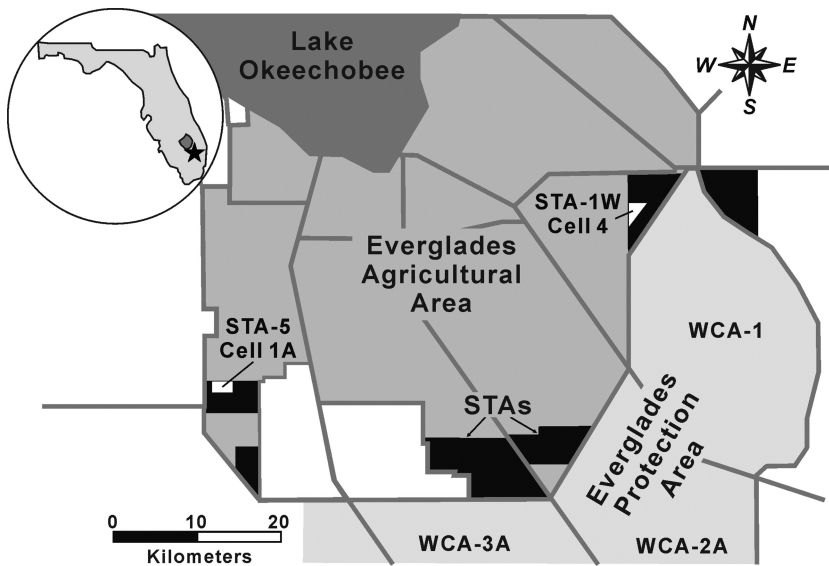 Lake
Okeechobee
N
W
E
S
STA-1W
Cell 4
Everglades
Agricultural
Area
STA-5
Cell 1A
WCA-1
STAs
Everglades
Protection
Area
0 10 20
Kilometers
WCA-3A
WCA-2A